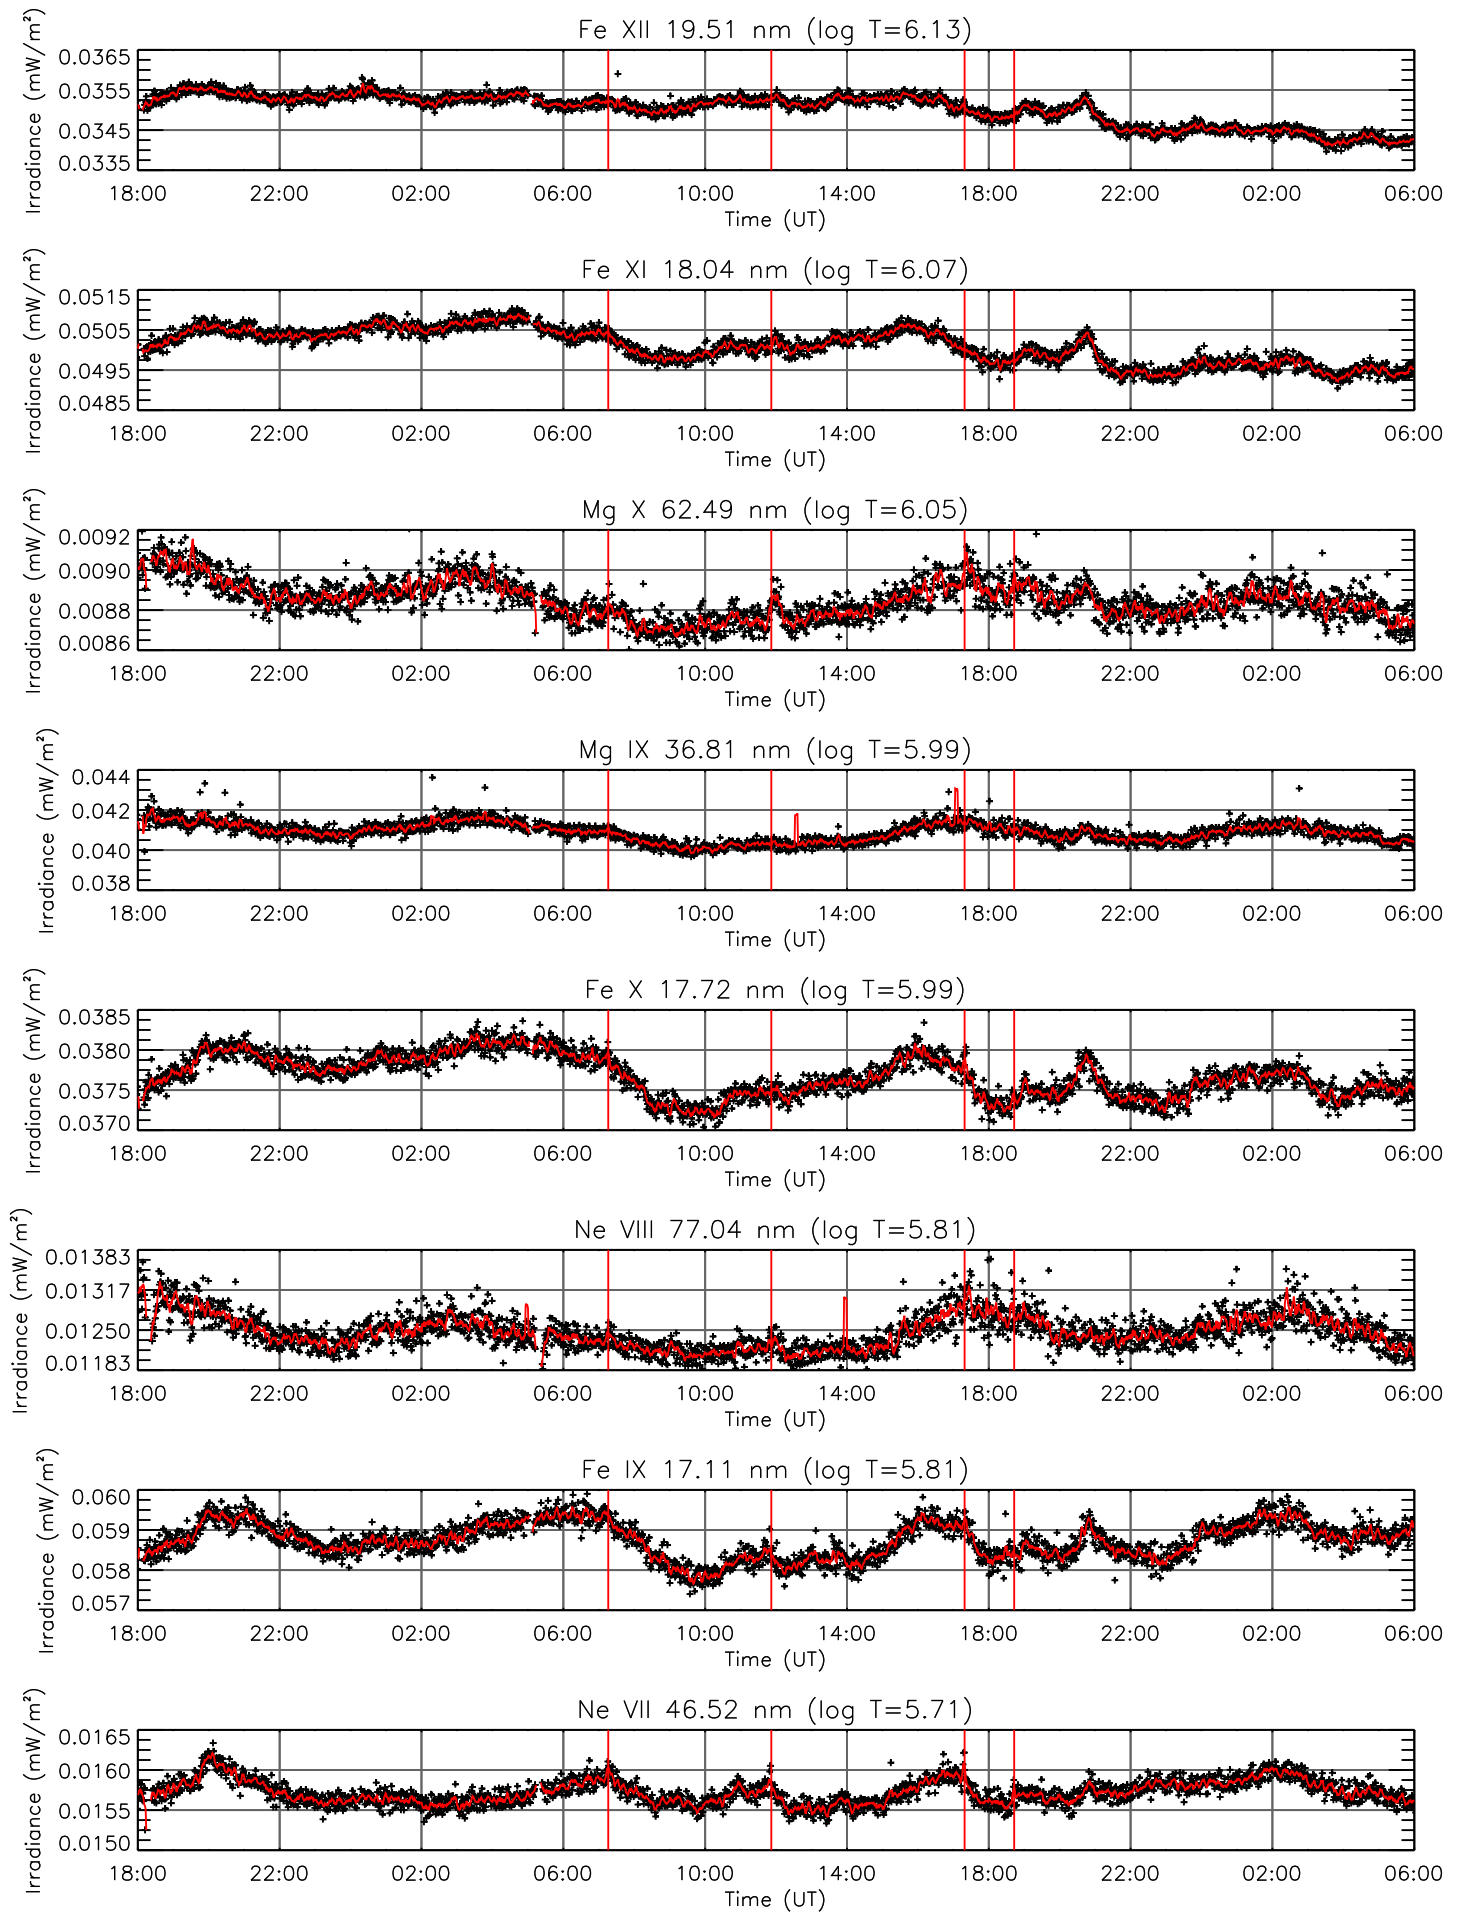 Fe XII 19.51 nm (log T=6.13)
Irradiance (mW/m²)
0.0365
0.0355
0.0345
0.0335
18:00 22:00 02:00 06:00 10:00 14:00 18:00 22:00 02:00 06:00
Time (UT)
Fe XI 18.04 nm (log T=6.07)
Irradiance (mW/m²)
0.0515
0.0505
0.0495
0.0485
18:00 22:00 02:00 06:00 10:00 14:00 18:00 22:00 02:00 06:00
Time (UT)
Mg X 62.49 nm (log T=6.05)
Irradiance (mW/m²)
0.0092
0.0090
0.0088
0.0086
18:00 22:00 02:00 06:00 10:00 14:00 18:00 22:00 02:00 06:00
Time (UT)
Mg IX 36.81 nm (log T=5.99)
Irradiance (mW/m²)
0.044
0.042
0.040
0.038
18:00 22:00 02:00 06:00 10:00 14:00 18:00 22:00 02:00 06:00
Time (UT)
Fe X 17.72 nm (log T=5.99)
Irradiance (mW/m²)
0.0385
0.0380
0.0375
0.0370
18:00 22:00 02:00 06:00 10:00 14:00 18:00 22:00 02:00 06:00
Time (UT)
Ne VIII 77.04 nm (log T=5.81)
Irradiance (mW/m²)
0.01383
0.01317
0.01250
0.01183
18:00 22:00 02:00 06:00 10:00 14:00 18:00 22:00 02:00 06:00
Time (UT)
Fe IX 17.11 nm (log T=5.81)
Irradiance (mW/m²)
0.060
0.059
0.058
0.057
18:00 22:00 02:00 06:00 10:00 14:00 18:00 22:00 02:00 06:00
Time (UT)
Ne VII 46.52 nm (log T=5.71)
Irradiance (mW/m²)
0.0165
0.0160
0.0155
0.0150
18:00 22:00 02:00 06:00 10:00 14:00 18:00 22:00 02:00 06:00
Time (UT)